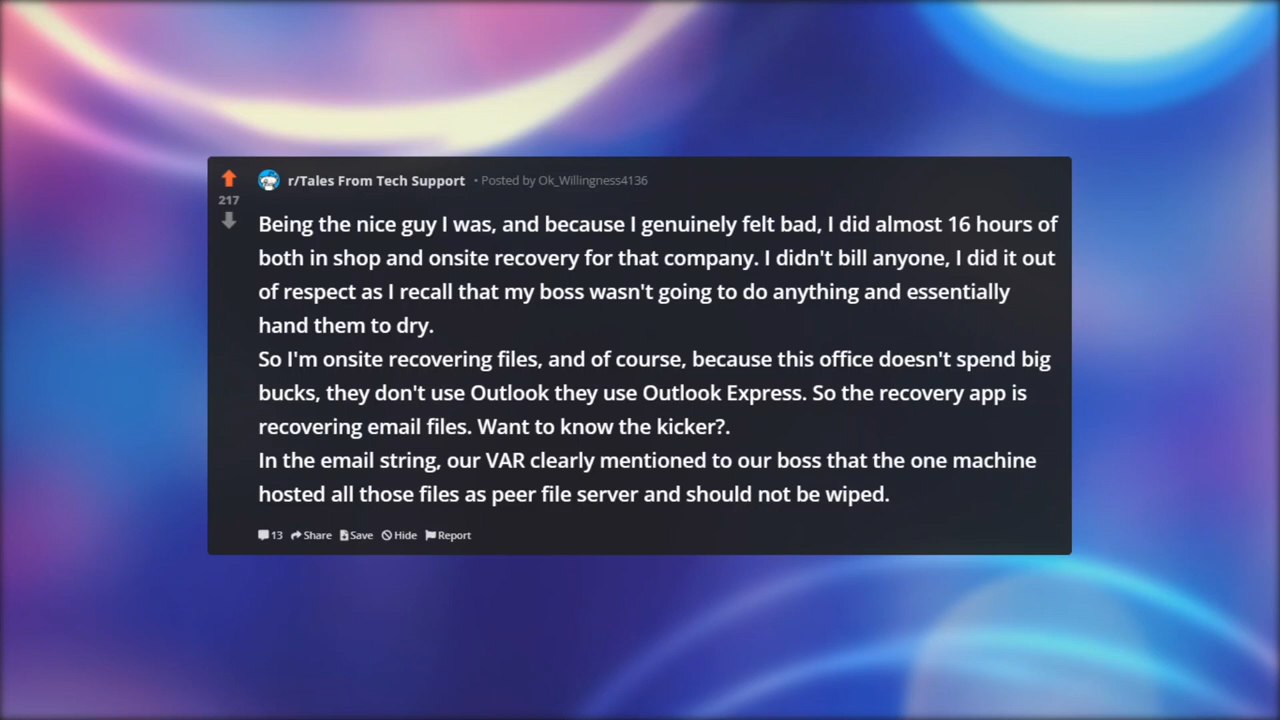 r/Tales From Tech Support • Posted by Ok_Willingness4136
217
Being the nice guy I was, and because I genuinely felt bad, I did almost 16 hours of
both in shop and onsite recovery for that company. I didn't bill anyone, I did it out
of respect as I recall that my boss wasn't going to do anything and essentially
hand them to dry.
So I'm onsite recovering files, and of course, because this office doesn't spend big
bucks, they don't use Outlook they use Outlook Express. So the recovery app is
recovering email files. Want to know the kicker?.
In the email string, our VAR clearly mentioned to our boss that the one machine
hosted all those files as peer file server and should not be wiped.
13 Share Save Hide Report